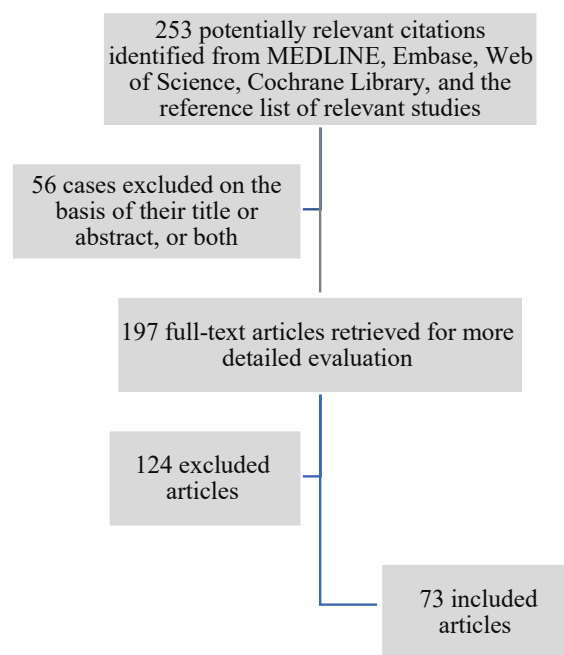 253 potentially relevant citations
identified from MEDLINE, Embase, Web
of Science, Cochrane Library, and the
reference list of relevant studies
56 cases excluded on the
basis of their title or
abstract, or both
197 full-text articles retrieved for more
detailed evaluation
124 excluded
articles
73 included
articles